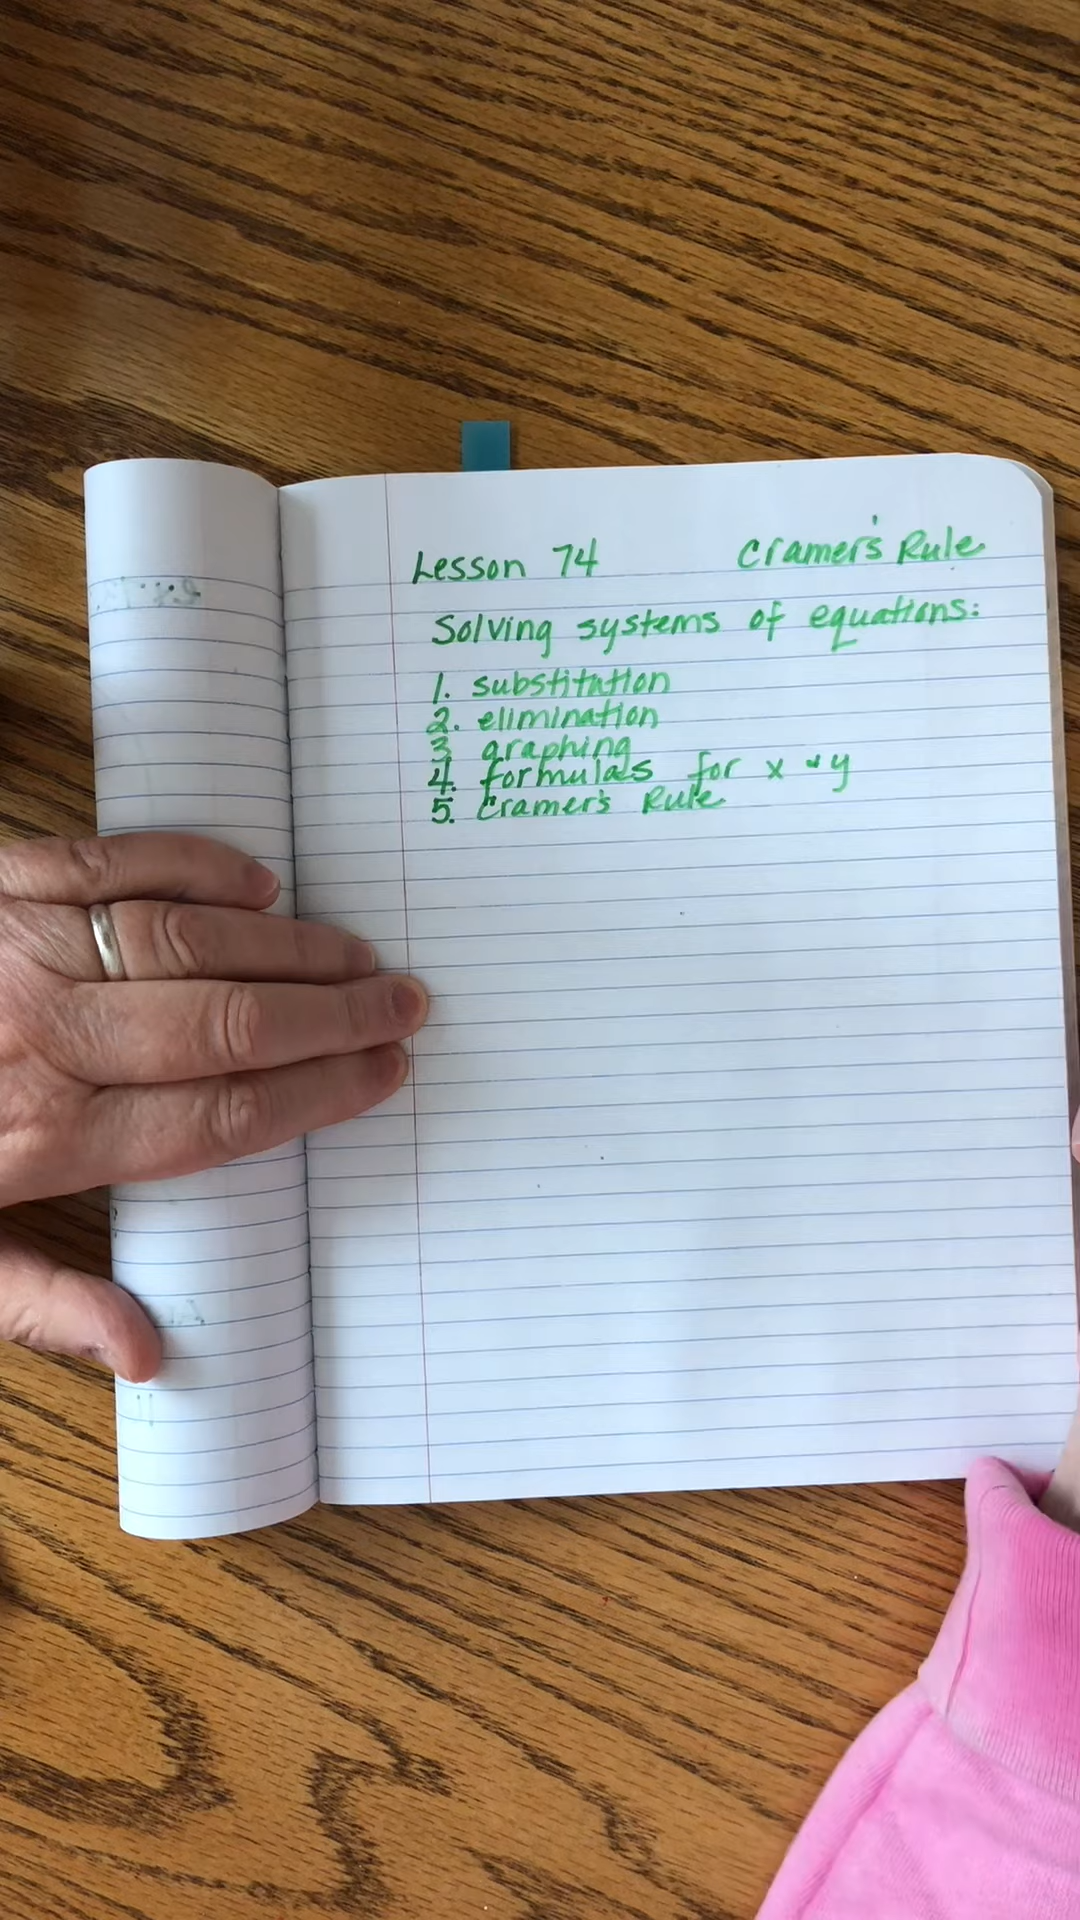 Lesson 74 Cramer's Rule
Solving systems of equations:
1. substitution
2. elimination
3 graphing
4. formulas for x + y
5. Cramer's Rule